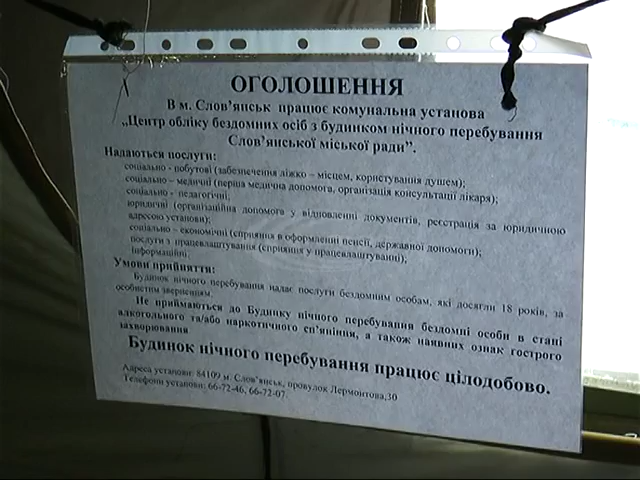 ОГОЛОШЕННЯ
В м. Слов'янськ працює комунальна установа
„Центр обліку бездомних осіб з будинком нічного перебування
Слов'янської міської ради".
Надаються послуги:
соціально - побутові (забезпечення ліжко – місцем, користування душем);
соціально – медичні (перша медична допомога, організація консультації лікаря);
соціально - педагогічні;
юридичні (організаційна допомога у відновленні документів, реєстрація за юридичною
адресою установи);
соціально – економічні (сприяння в оформленні пенсії, державної допомоги);
послуги з працевлаштування (сприяння у працевлаштуванні);
інформаційні.
Умови прийняття:
Будинок нічного перебування надає послуги бездомним особам, які досягли 18 років, за
особистим зверненням.
Не приймаються до Будинку нічного перебування бездомні особи в стані
алкогольного та/або наркотичного сп'яніння, а також наявних ознак гострого
захворювання
Будинок нічного перебування працює цілодобово.
Адреса установи: 84109 м. Слов'янськ, провулок Лермонтова,30
Телефони установи: 66-72-46, 66-72-07.